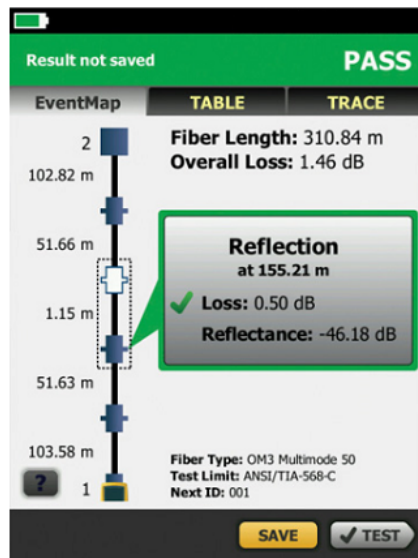 Result not saved
PASS
EventMap
TABLE
TRACE
2
Fiber Length: 310.84 m
Overall Loss: 1.46 dB
102.82 m
51.66 m
Reflection
at 155.21 m
Loss: 0.50 dB
Reflectance: -46.18 dB
1.15 m
51.63 m
103.58 m
Fiber Type: OM3 Multimode 50
Test Limit: ANSI/TIA-568-C
Next ID: 001
?
1
SAVE
TEST